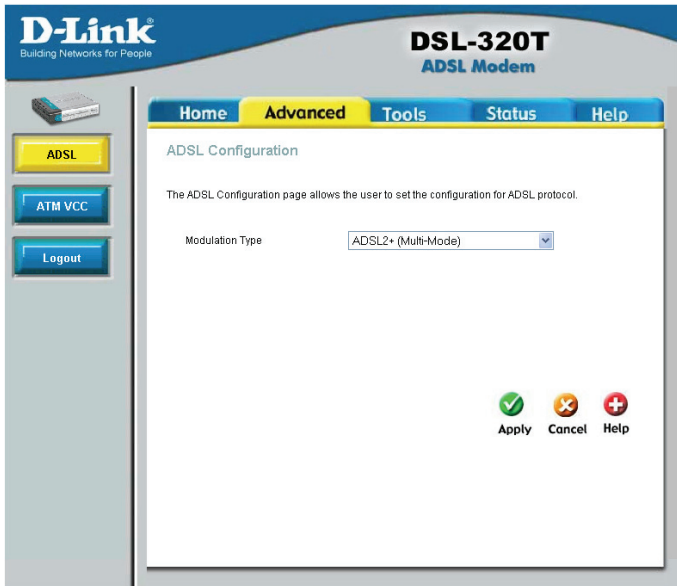 D-Link®
Building Networks for People
DSL-320T
ADSL Modem
Home Advanced Tools Status Help
ADSL
ATM VCC
Logout
ADSL Configuration
The ADSL Configuration page allows the user to set the configuration for ADSL protocol.
Modulation Type ADSL2+ (Multi-Mode)
Apply Cancel Help